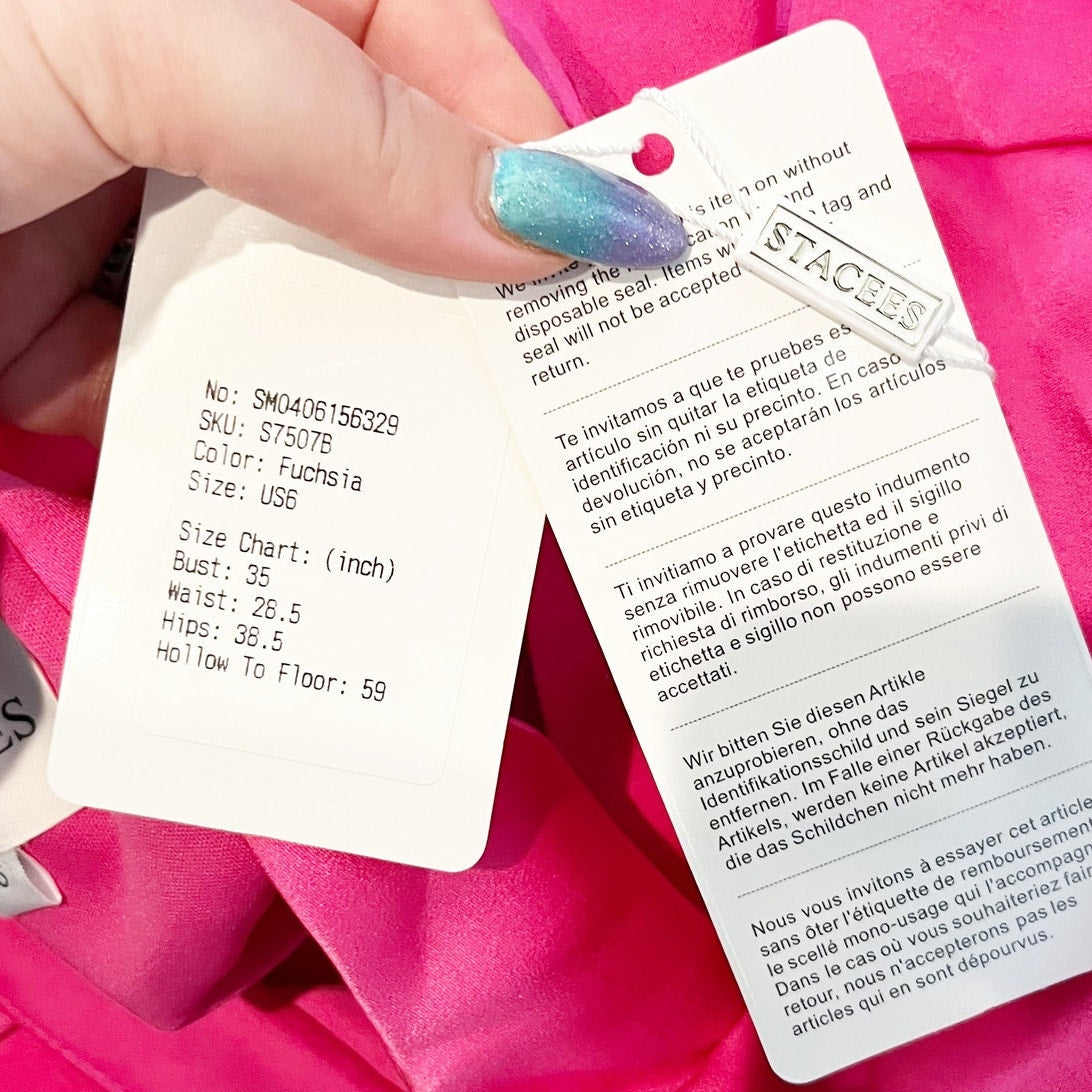 No: SM0406156329
SKU: S7507B
Color: Fuchsia
Size: US6
Size Chart: (inch)
Bust: 35
Waist: 28.5
Hips: 38.5
Hollow To Floor: 59
STACEES
item on without
tag and
removing the
disposable seal. Items
seal will not be accepted
return.
Te invitamos a que te pruebes
artículo sin quitar la etiqueta de
identificación ni su precinto. En caso
devolución, no se aceptarán los artículos
sin etiqueta y precinto.
Ti invitiamo a provare questo indumento
senza rimuovere l'etichetta ed il sigillo
rimovibile. In caso di restituzione e
richiesta di rimborso, gli indumenti privi di
etichetta e sigillo non possono essere
accettati.
Wir bitten Sie diesen Artikle
anzuprobieren, ohne das
Identifikationsschild und sein Siegel zu
entfernen. Im Falle einer Rückgabe des
Artikels, werden keine Artikel akzeptiert,
die das Schildchen nicht mehr haben.
Nous vous invitons à essayer cet article
sans ôter l'étiquette de remboursement
le scellé mono-usage qui l'accompagn
Dans le cas où vous souhaiteriez fair
retour, nous n'accepterons pas les
articles qui en sont dépourvus.